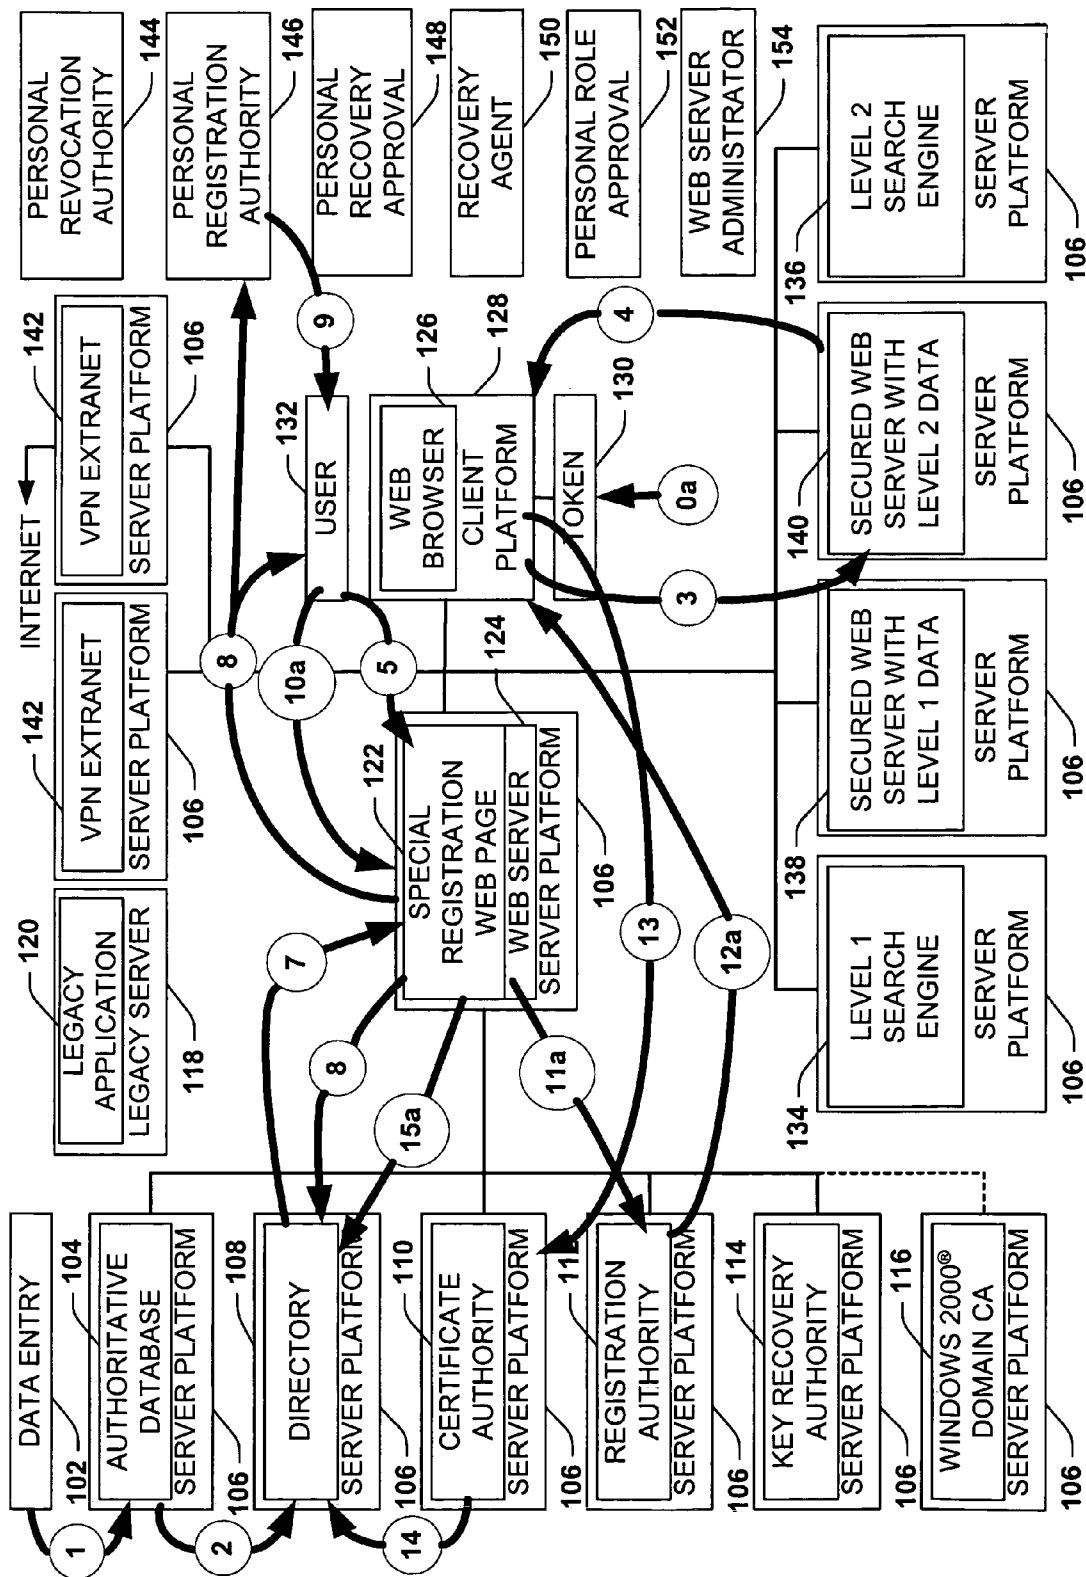 DATA ENTRY
102
1
AUTHORITATIVE
DATABASE
SERVER PLATFORM
104
106
2
DIRECTORY
SERVER PLATFORM
108
106
14
CERTIFICATE
AUTHORITY
SERVER PLATFORM
110
106
REGISTRATION
AUTHORITY
SERVER PLATFORM
112
106
KEY RECOVERY
AUTHORITY
SERVER PLATFORM
114
106
WINDOWS 2000®
DOMAIN CA
SERVER PLATFORM
116
106
LEGACY
APPLICATION
LEGACY SERVER
120
118
7
8
15a
11a
SPECIAL
REGISTRATION
WEB PAGE
WEB SERVER
SERVER PLATFORM
122
124
106
13
12a
INTERNET
VPN EXTRANET
SERVER PLATFORM
142
106
VPN EXTRANET
SERVER PLATFORM
142
106
8
10a
5
USER
132
WEB
BROWSER
CLIENT
PLATFORM
126
128
TOKEN
130
0a
3
4
9
PERSONAL
REVOCATION
AUTHORITY
144
PERSONAL
REGISTRATION
AUTHORITY
146
PERSONAL
RECOVERY
APPROVAL
148
RECOVERY
AGENT
150
PERSONAL ROLE
APPROVAL
152
WEB SERVER
ADMINISTRATOR
154
134
LEVEL 1
SEARCH
ENGINE
SERVER
PLATFORM
106
138
SECURED WEB
SERVER WITH
LEVEL 1 DATA
SERVER
PLATFORM
106
140
SECURED WEB
SERVER WITH
LEVEL 2 DATA
SERVER
PLATFORM
106
136
LEVEL 2
SEARCH
ENGINE
SERVER
PLATFORM
106